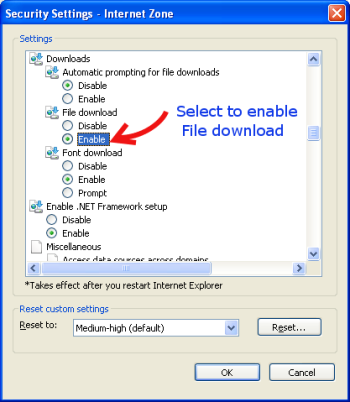 Security Settings - Internet Zone
Settings
Downloads
Automatic prompting for file downloads
Disable
Enable
File download
Disable
Enable
Select to enable
File download
Font download
Disable
Enable
Prompt
Enable .NET Framework setup
Disable
Enable
Miscellaneous
Access data sources across domains
*Takes effect after you restart Internet Explorer
Reset custom settings
Reset to: Medium-high (default) Reset...
OK Cancel